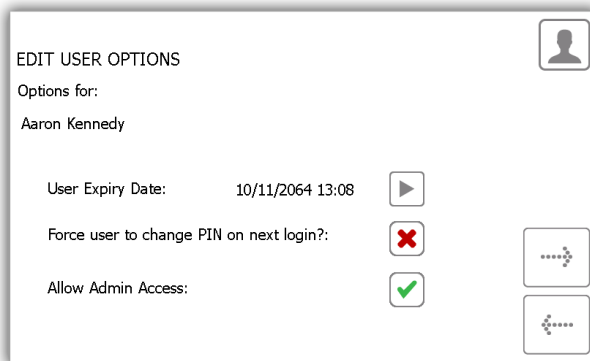 EDIT USER OPTIONS
Options for:
Aaron Kennedy
User Expiry Date: 10/11/2064 13:08
Force user to change PIN on next login?:
Allow Admin Access: